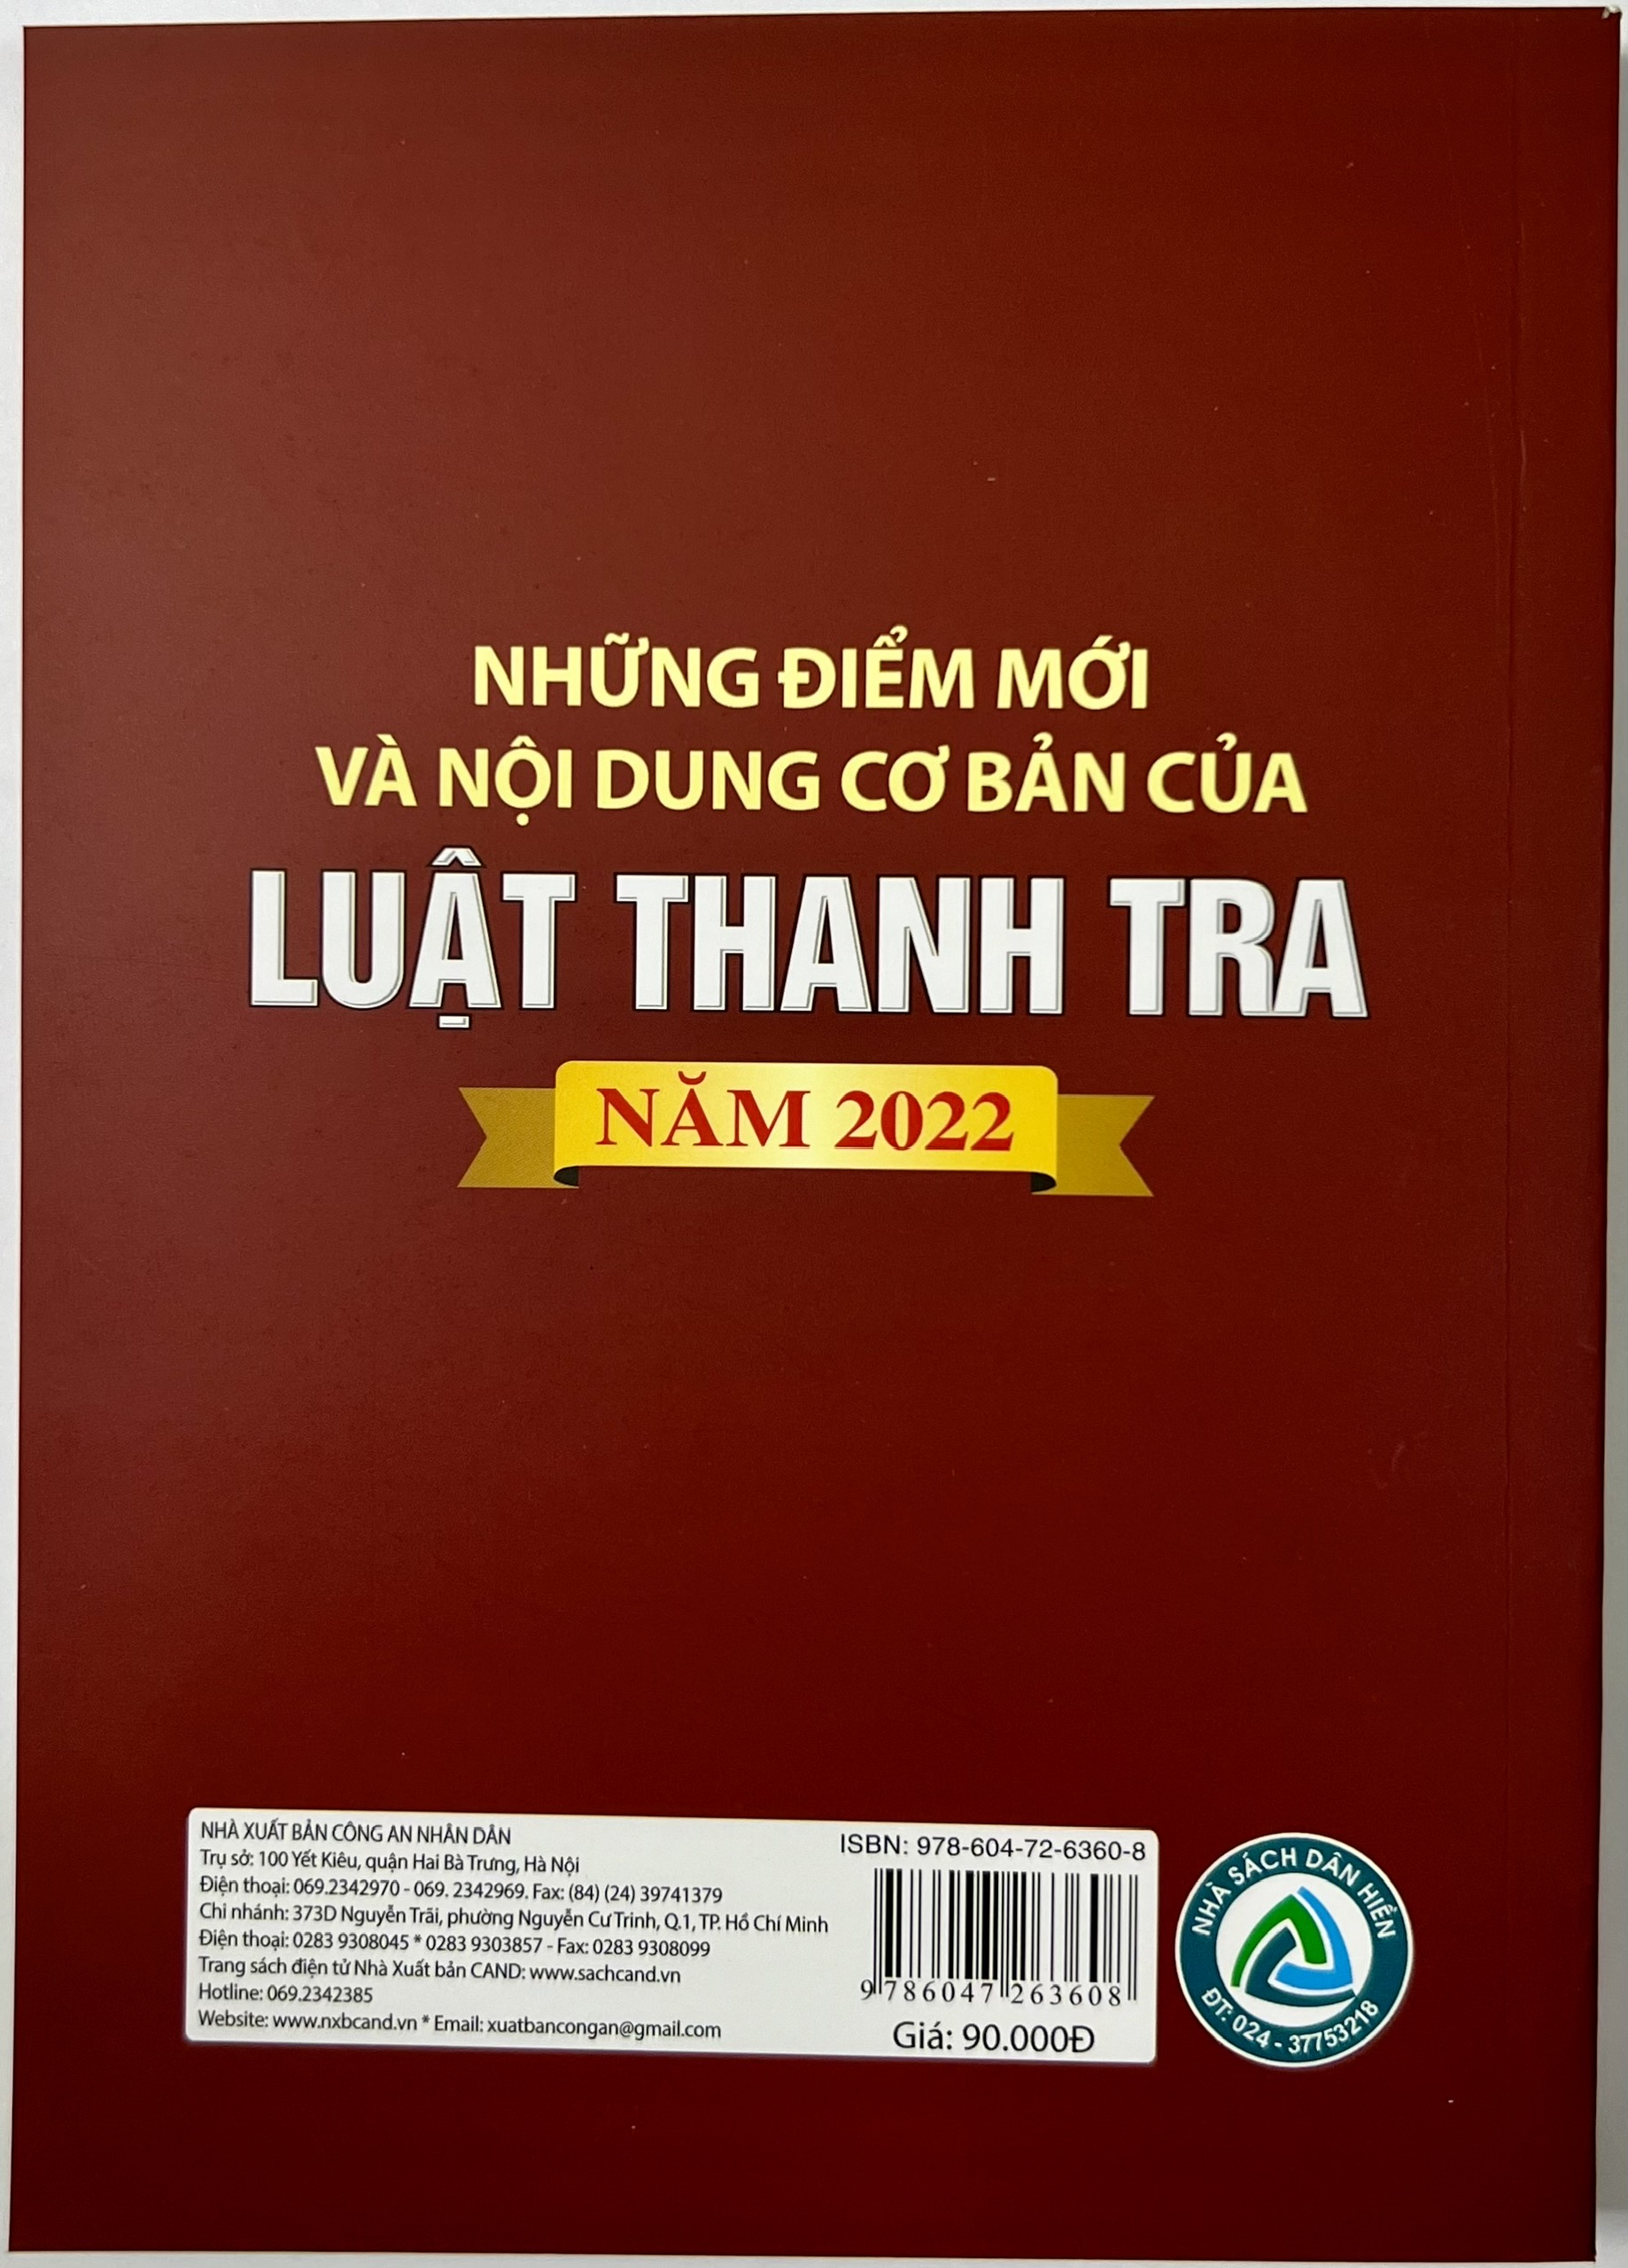 NHỮNG ĐIỂM MỚI
VÀ NỘI DUNG CƠ BẢN CỦA
LUẬT THANH TRA
NĂM 2022
NHÀ XUẤT BẢN CÔNG AN NHÂN DÂN
Trụ sở: 100 Yết Kiêu, quận Hai Bà Trưng, Hà Nội
Điện thoại: 069.2342970 - 069. 2342969. Fax: (84) (24) 39741379
Chi nhánh: 373D Nguyễn Trãi, phường Nguyễn Cư Trinh, Q.1, TP. Hồ Chí Minh
Điện thoại: 0283 9308045 * 0283 9303857 - Fax: 0283 9308099
Trang sách điện tử Nhà Xuất bản CAND: www.sachcand.vn
Hotline: 069.2342385
Website: www.nxbcand.vn * Email: xuatbancongan@gmail.com
ISBN: 978-604-72-6360-8
9 786047 263608
Giá: 90.000Đ
NHÀ SÁCH DÂN HIỀN
ĐT: 024 - 37753218